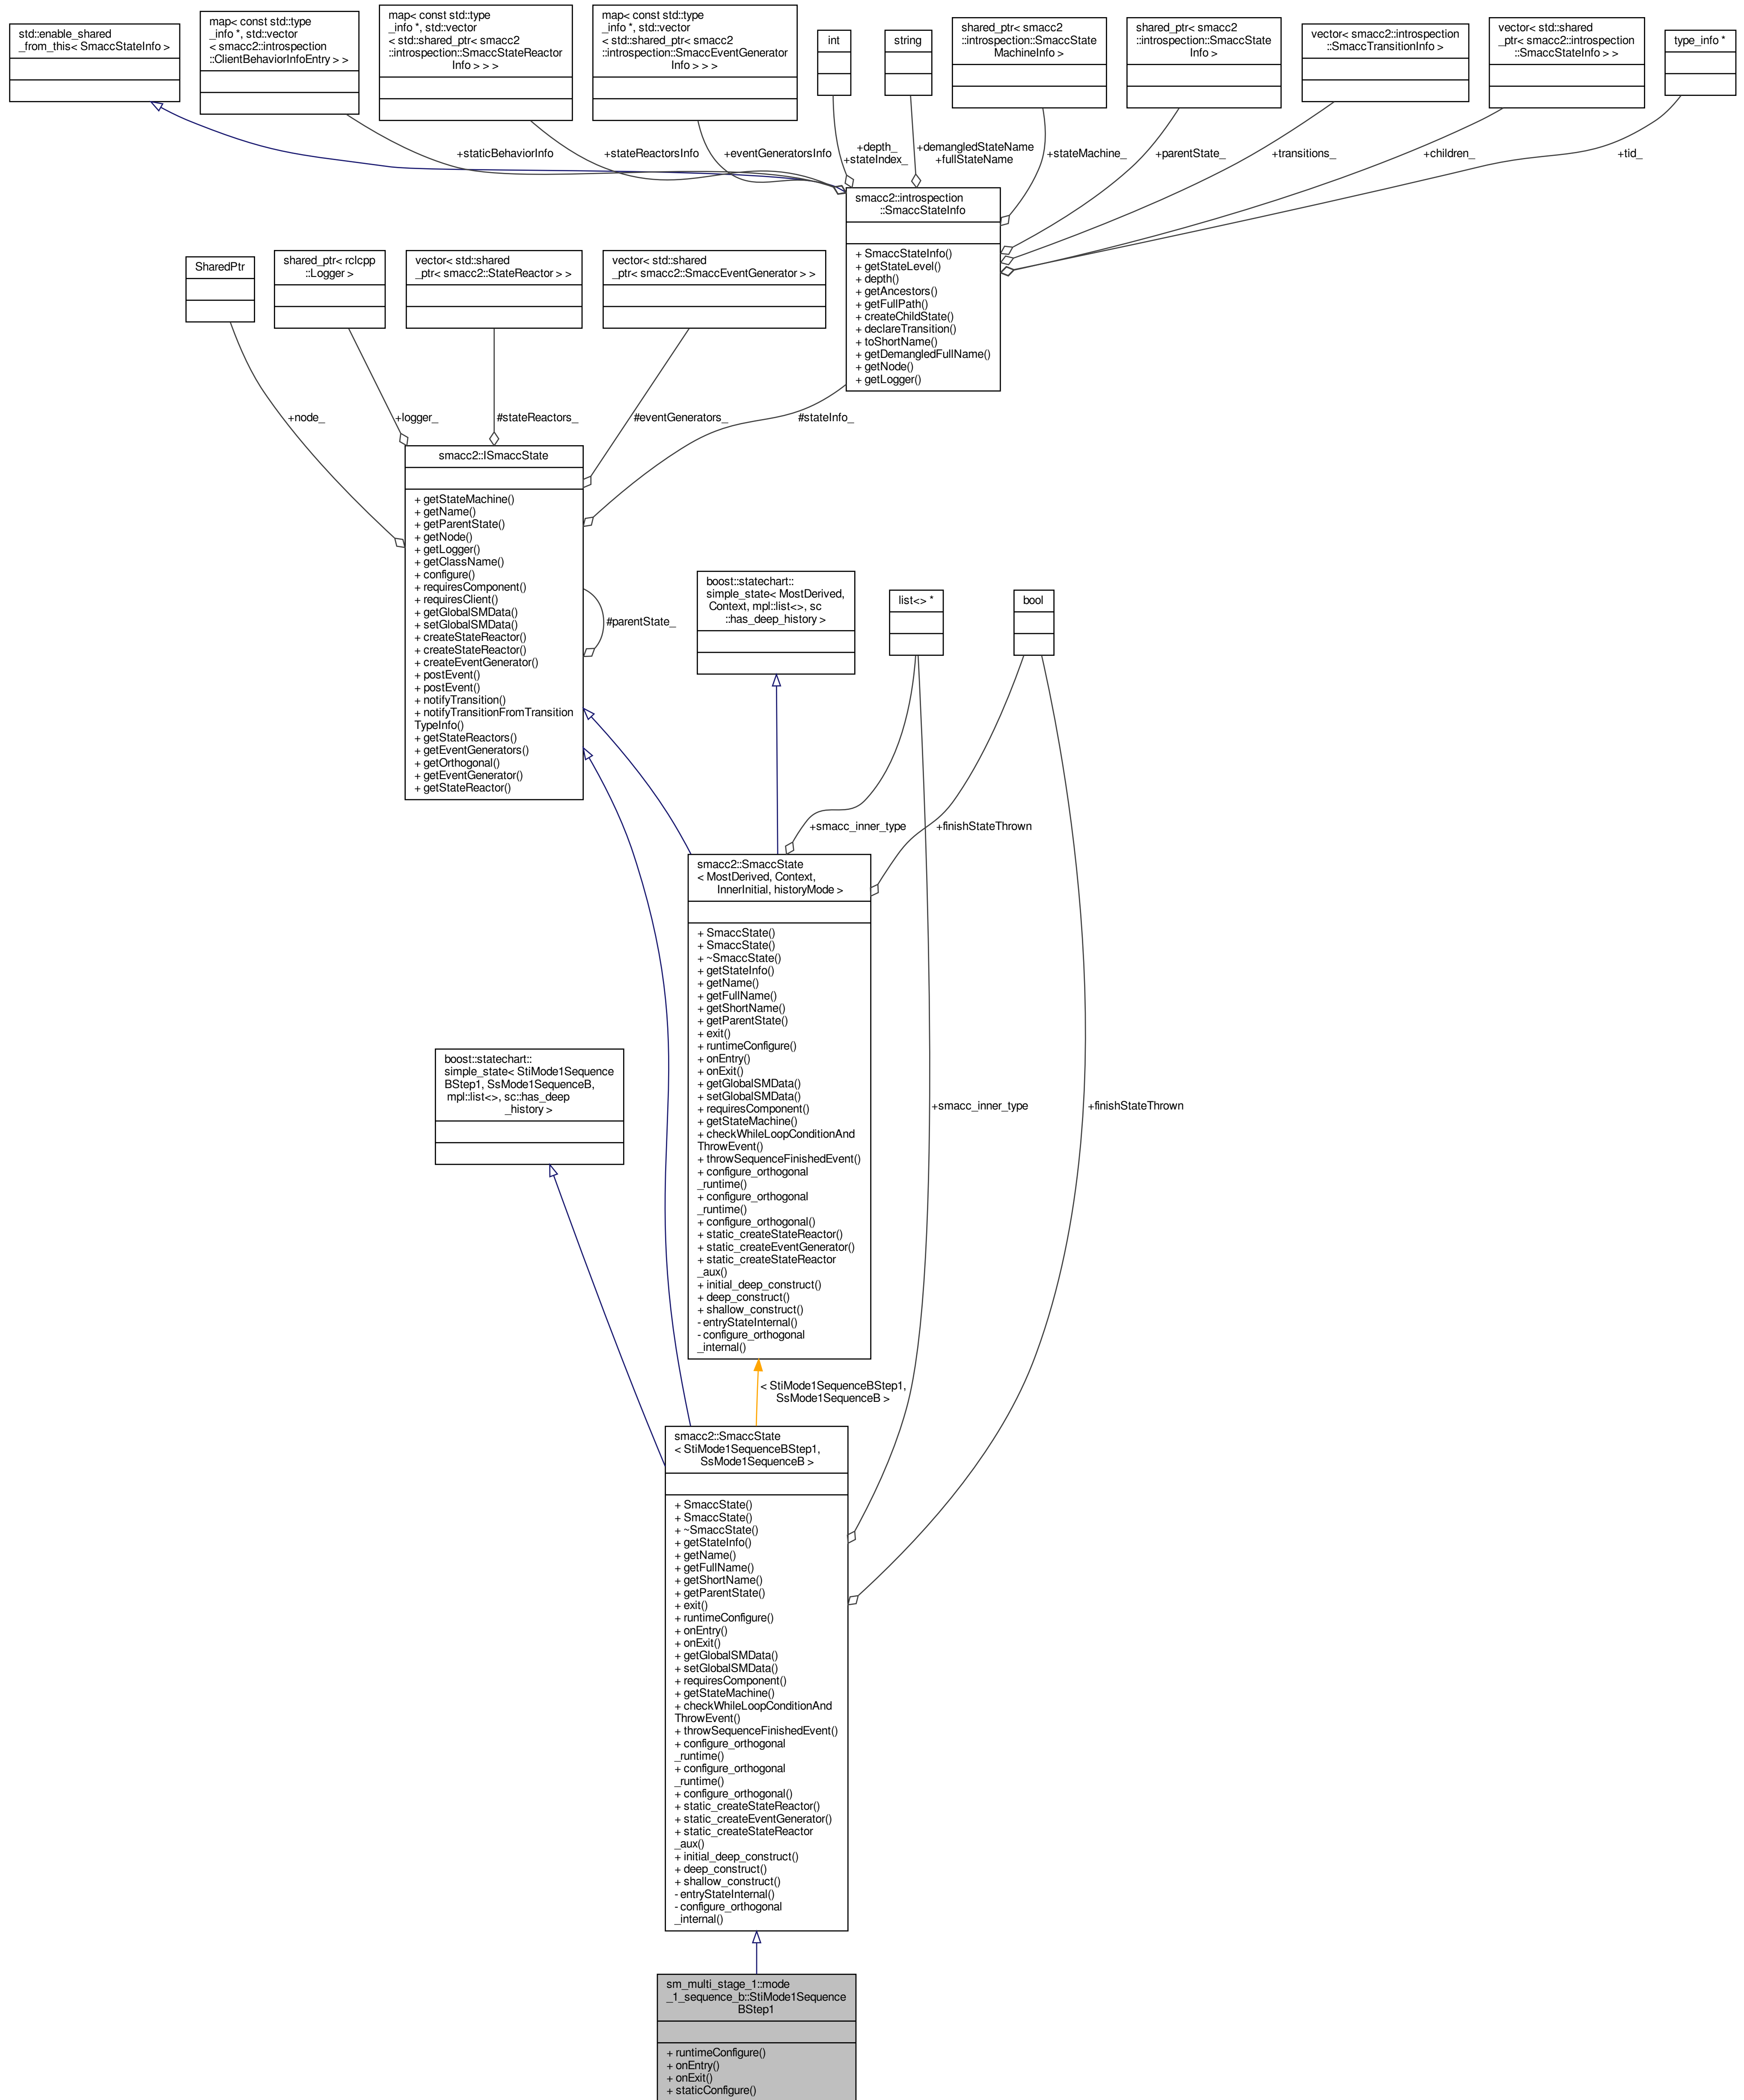 std::enable_shared
_from_this< SmaccStateInfo >
map< const std::type
_info *, std::vector
< smacc2::introspection
::ClientBehaviorInfoEntry > >
map< const std::type
_info *, std::vector
< std::shared_ptr< smacc2
::introspection::SmaccStateReactor
Info > > >
map< const std::type
_info *, std::vector
< std::shared_ptr< smacc2
::introspection::SmaccEventGenerator
Info > > >
int
string
shared_ptr< smacc2
::introspection::SmaccState
MachineInfo >
shared_ptr< smacc2
::introspection::SmaccState
Info >
vector< smacc2::introspection
::SmaccTransitionInfo >
vector< std::shared
_ptr< smacc2::introspection
::SmaccStateInfo > >
type_info *
+staticBehaviorInfo
+stateReactorsInfo
+eventGeneratorsInfo
+depth_
+stateIndex_
+demangledStateName
+fullStateName
+stateMachine_
+parentState_
+transitions_
+children_
+tid_
smacc2::introspection
::SmaccStateInfo
+ SmaccStateInfo()
+ getStateLevel()
+ depth()
+ getAncestors()
+ getFullPath()
+ createChildState()
+ declareTransition()
+ toShortName()
+ getDemangledFullName()
+ getNode()
+ getLogger()
SharedPtr
shared_ptr< rclcpp
::Logger >
vector< std::shared
_ptr< smacc2::StateReactor > >
vector< std::shared
_ptr< smacc2::SmaccEventGenerator > >
+node_
+logger_
#stateReactors_
#eventGenerators_
#stateInfo_
smacc2::ISmaccState
+ getStateMachine()
+ getName()
+ getParentState()
+ getNode()
+ getLogger()
+ getClassName()
+ configure()
+ requiresComponent()
+ requiresClient()
+ getGlobalSMData()
+ setGlobalSMData()
+ createStateReactor()
+ createStateReactor()
+ createEventGenerator()
+ postEvent()
+ postEvent()
+ notifyTransition()
+ notifyTransitionFromTransition
TypeInfo()
+ getStateReactors()
+ getEventGenerators()
+ getOrthogonal()
+ getEventGenerator()
+ getStateReactor()
#parentState_
boost::statechart::
simple_state< MostDerived,
Context, mpl::list<>, sc
::has_deep_history >
list<> *
bool
+smacc_inner_type
+finishStateThrown
smacc2::SmaccState
< MostDerived, Context,
InnerInitial, historyMode >
+ SmaccState()
+ SmaccState()
+ ~SmaccState()
+ getStateInfo()
+ getName()
+ getFullName()
+ getShortName()
+ getParentState()
+ exit()
+ runtimeConfigure()
+ onEntry()
+ onExit()
+ getGlobalSMData()
+ setGlobalSMData()
+ requiresComponent()
+ getStateMachine()
+ checkWhileLoopConditionAnd
ThrowEvent()
+ throwSequenceFinishedEvent()
+ configure_orthogonal
_runtime()
+ configure_orthogonal
_runtime()
+ configure_orthogonal()
+ static_createStateReactor()
+ static_createEventGenerator()
+ static_createStateReactor
_aux()
+ initial_deep_construct()
+ deep_construct()
+ shallow_construct()
- entryStateInternal()
- configure_orthogonal
_internal()
boost::statechart::
simple_state< StiMode1Sequence
BStep1, SsMode1SequenceB,
mpl::list<>, sc::has_deep
_history >
+smacc_inner_type
+finishStateThrown
< StiMode1SequenceBStep1,
SsMode1SequenceB >
smacc2::SmaccState
< StiMode1SequenceBStep1,
SsMode1SequenceB >
+ SmaccState()
+ SmaccState()
+ ~SmaccState()
+ getStateInfo()
+ getName()
+ getFullName()
+ getShortName()
+ getParentState()
+ exit()
+ runtimeConfigure()
+ onEntry()
+ onExit()
+ getGlobalSMData()
+ setGlobalSMData()
+ requiresComponent()
+ getStateMachine()
+ checkWhileLoopConditionAnd
ThrowEvent()
+ throwSequenceFinishedEvent()
+ configure_orthogonal
_runtime()
+ configure_orthogonal
_runtime()
+ configure_orthogonal()
+ static_createStateReactor()
+ static_createEventGenerator()
+ static_createStateReactor
_aux()
+ initial_deep_construct()
+ deep_construct()
+ shallow_construct()
- entryStateInternal()
- configure_orthogonal
_internal()
sm_multi_stage_1::mode
_1_sequence_b::StiMode1Sequence
BStep1
+ runtimeConfigure()
+ onEntry()
+ onExit()
+ staticConfigure()